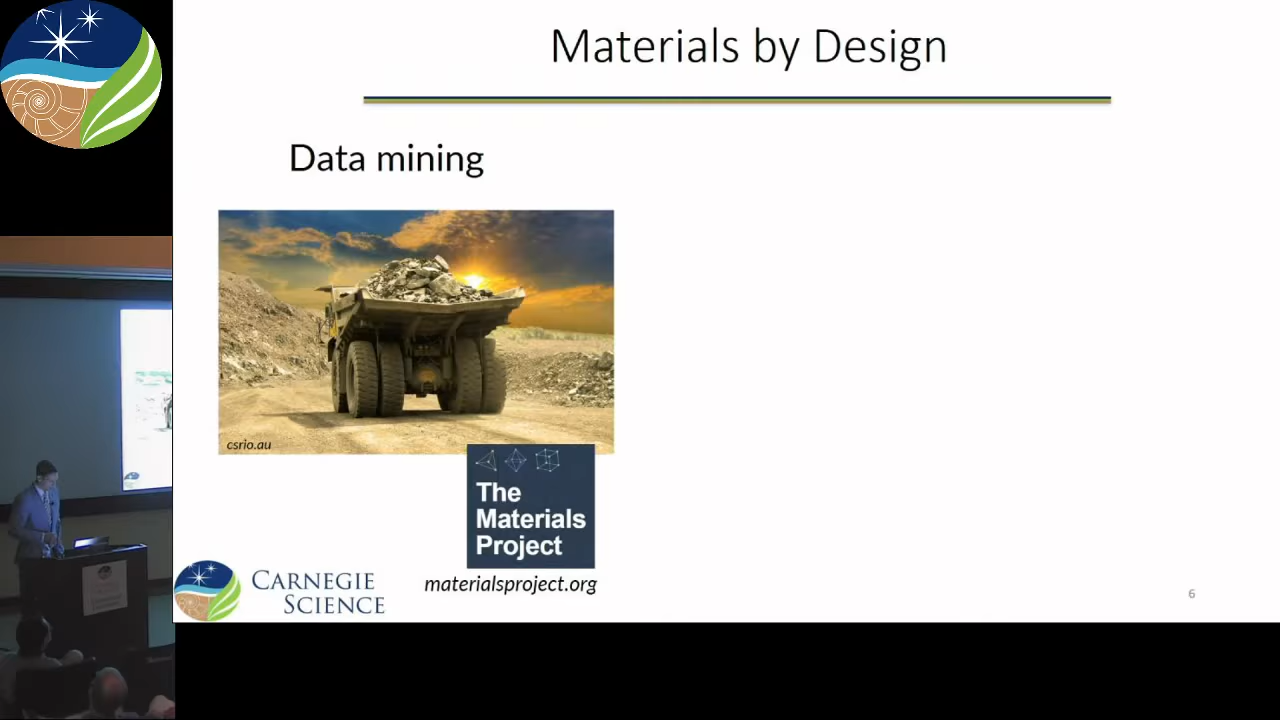 Materials by Design
Data mining
csrio.au
The
Materials
Project
materialsproject.org
CARNEGIE
SCIENCE
6